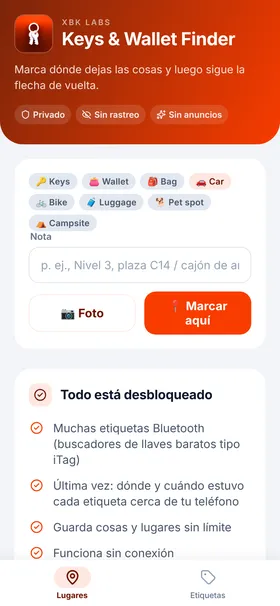 XBK LABS
Keys & Wallet Finder
Marca dónde dejas las cosas y luego sigue la
flecha de vuelta.
Privado
Sin rastreo
Sin anuncios
🔑 Keys
👛 Wallet
🎒 Bag
🚗 Car
🚲 Bike
🧳 Luggage
🐕 Pet spot
⛺ Campsite
Nota
p. ej., Nivel 3, plaza C14 / cajón de
📷 Foto
📍 Marcar
aquí
Todo está desbloqueado
Muchas etiquetas Bluetooth
(buscadores de llaves baratos tipo
iTag)
Última vez: dónde y cuándo estuvo
cada etiqueta cerca de tu teléfono
Guarda cosas y lugares sin límite
Funciona sin conexión
Lugares
Etiquetas